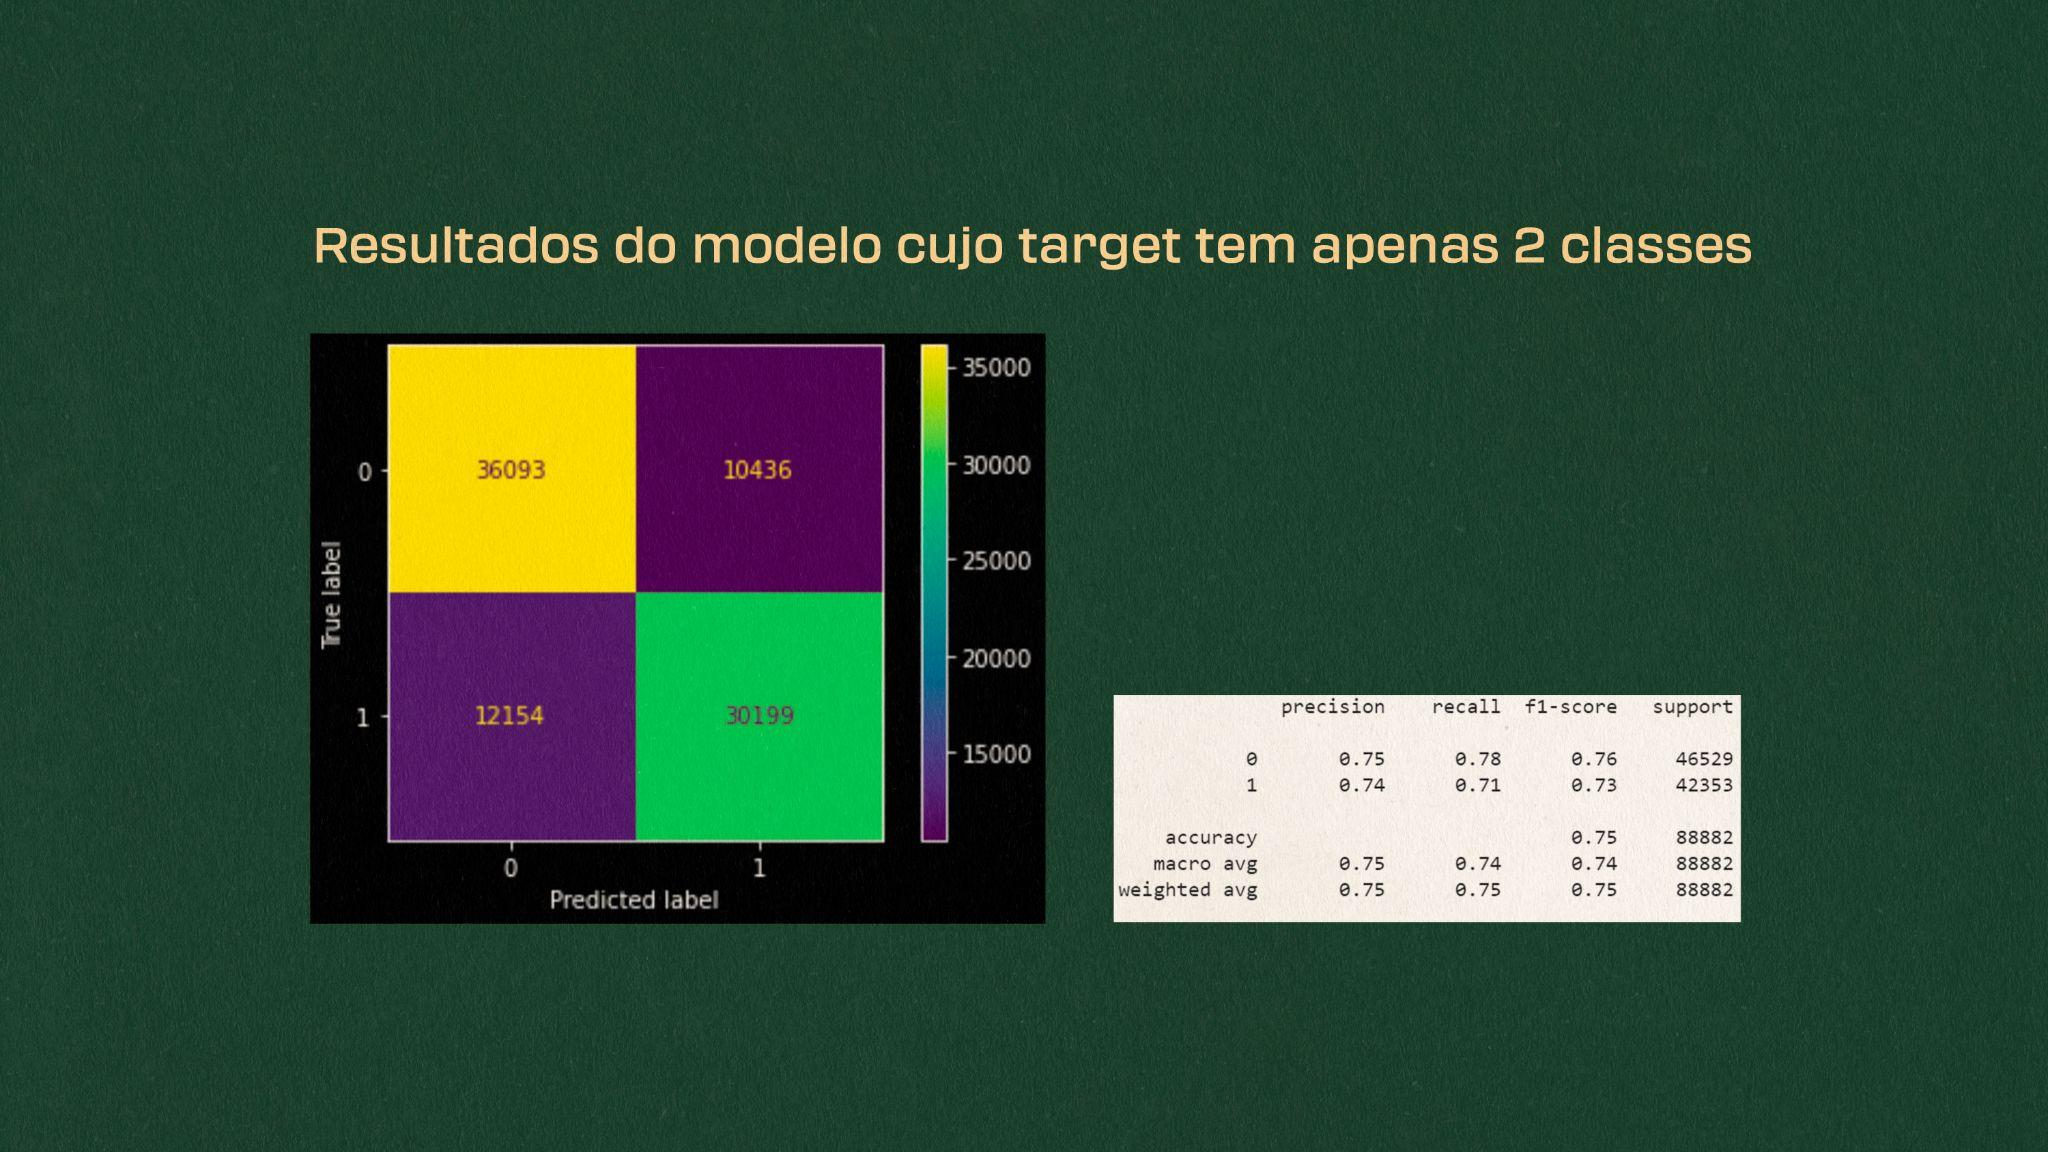 Resultados do modelo cujo target tem apenas 2 classes
35000
36093 10436
0
30000
25000
True label
20000
12154 30199
1
15000
0 1
Predicted label
precision recall f1-score support
0 0.75 0.78 0.76 46529
1 0.74 0.71 0.73 42353
accuracy 0.75 88882
macro avg 0.75 0.74 0.74 88882
weighted avg 0.75 0.75 0.75 88882